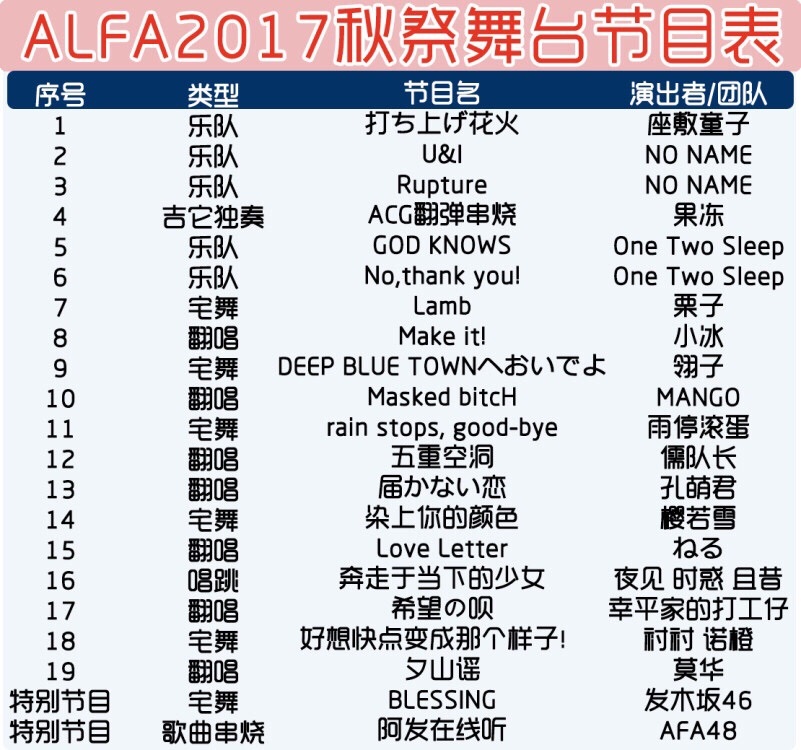 ALFA2017秋祭舞台节目表
序号 类型 节目名 演出者/团队
1 乐队 打ち上げ花火 座敷童子
2 乐队 U&I NO NAME
3 乐队 Rupture NO NAME
4 吉它独奏 ACG翻弹串烧 果冻
5 乐队 GOD KNOWS One Two Sleep
6 乐队 No,thank you! One Two Sleep
7 宅舞 Lamb 栗子
8 翻唱 Make it! 小冰
9 宅舞 DEEP BLUE TOWNへおいでよ 翎子
10 翻唱 Masked bitcH MANGO
11 宅舞 rain stops, good-bye 雨停滚蛋
12 翻唱 五重空洞 儒队长
13 翻唱 届かない恋 孔萌君
14 宅舞 染上你的颜色 樱若雪
15 翻唱 Love Letter ねる
16 唱跳 奔走于当下的少女 夜见 时惑 且昔
17 翻唱 希望の呗 幸平家的打工仔
18 宅舞 好想快点变成那个样子! 衬衬 诺橙
19 翻唱 夕山谣 莫华
特别节目 宅舞 BLESSING 发木坂46
特别节目 歌曲串烧 阿发在线听 AFA48